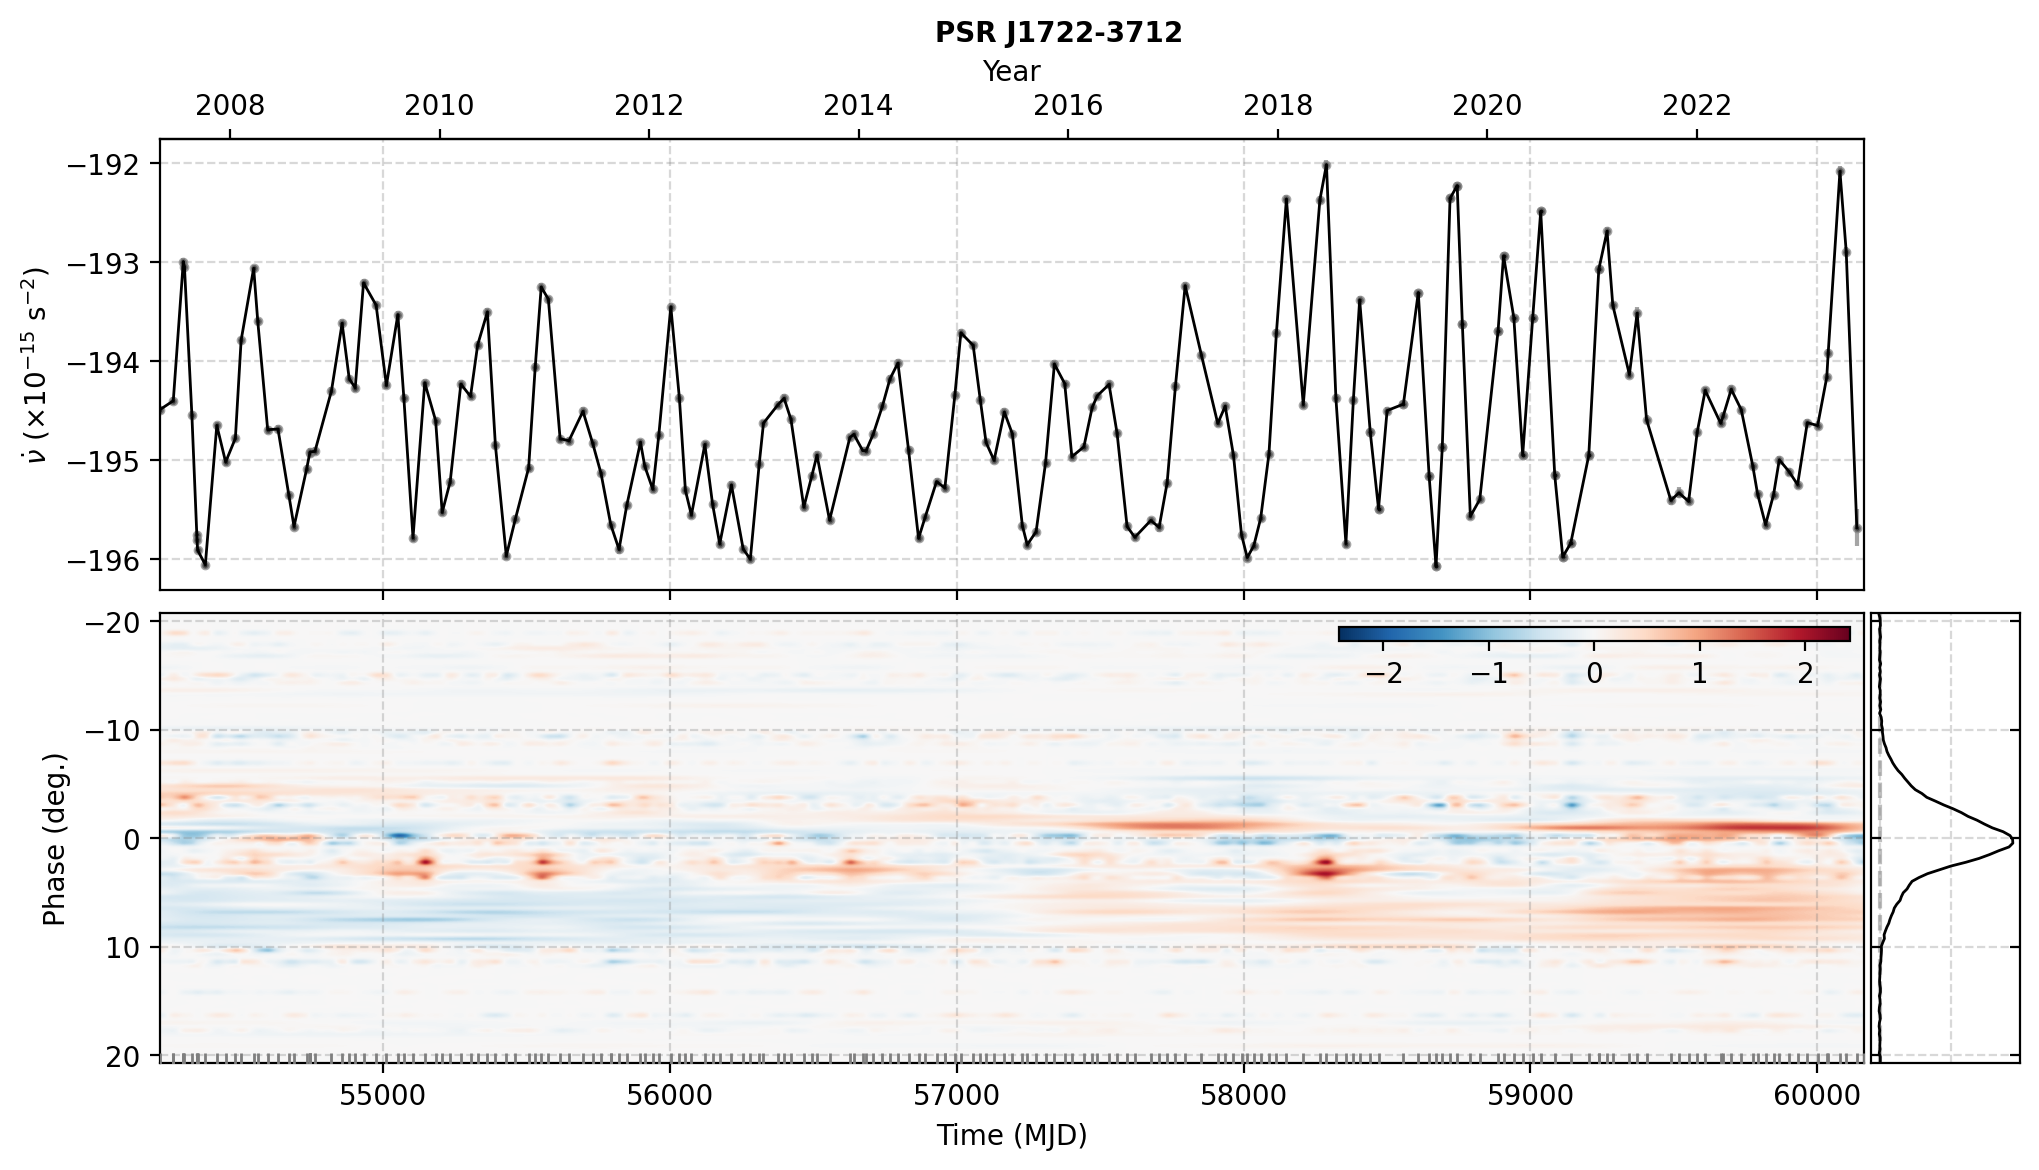 PSR J1722-3712
Year
2008 2010 2012 2014 2016 2018 2020 2022
ν̇ (×10⁻¹⁵ s⁻²)
−192
−193
−194
−195
−196
Phase (deg.)
−20
−10
0
10
20
−2 −1 0 1 2
55000 56000 57000 58000 59000 60000
Time (MJD)